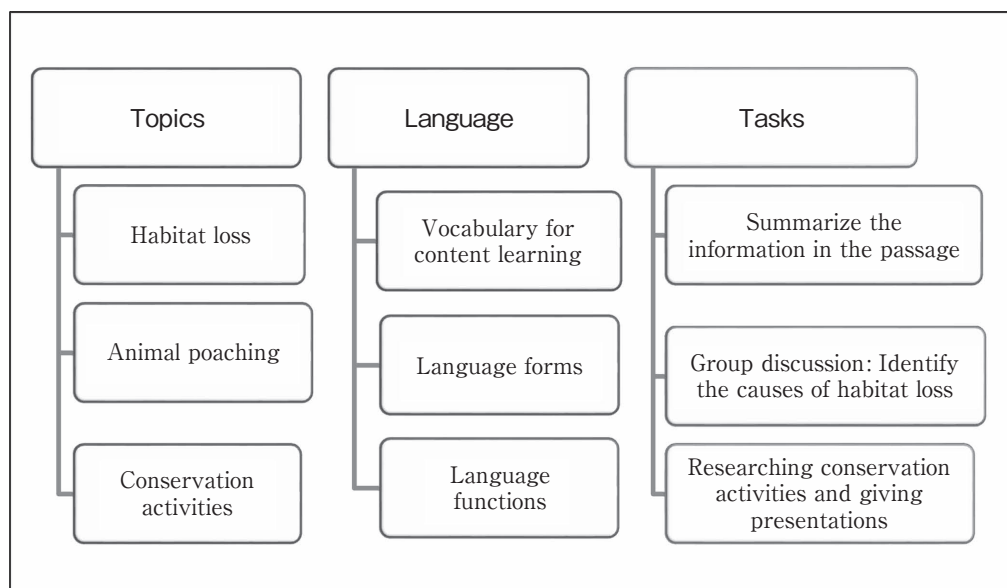 Topics
Habitat loss
Animal poaching
Conservation
activities
Language
Vocabulary for
content learning
Language forms
Language
functions
Tasks
Summarize the
information in the passage
Group discussion: Identify
the causes of habitat loss
Researching conservation
activities and giving
presentations